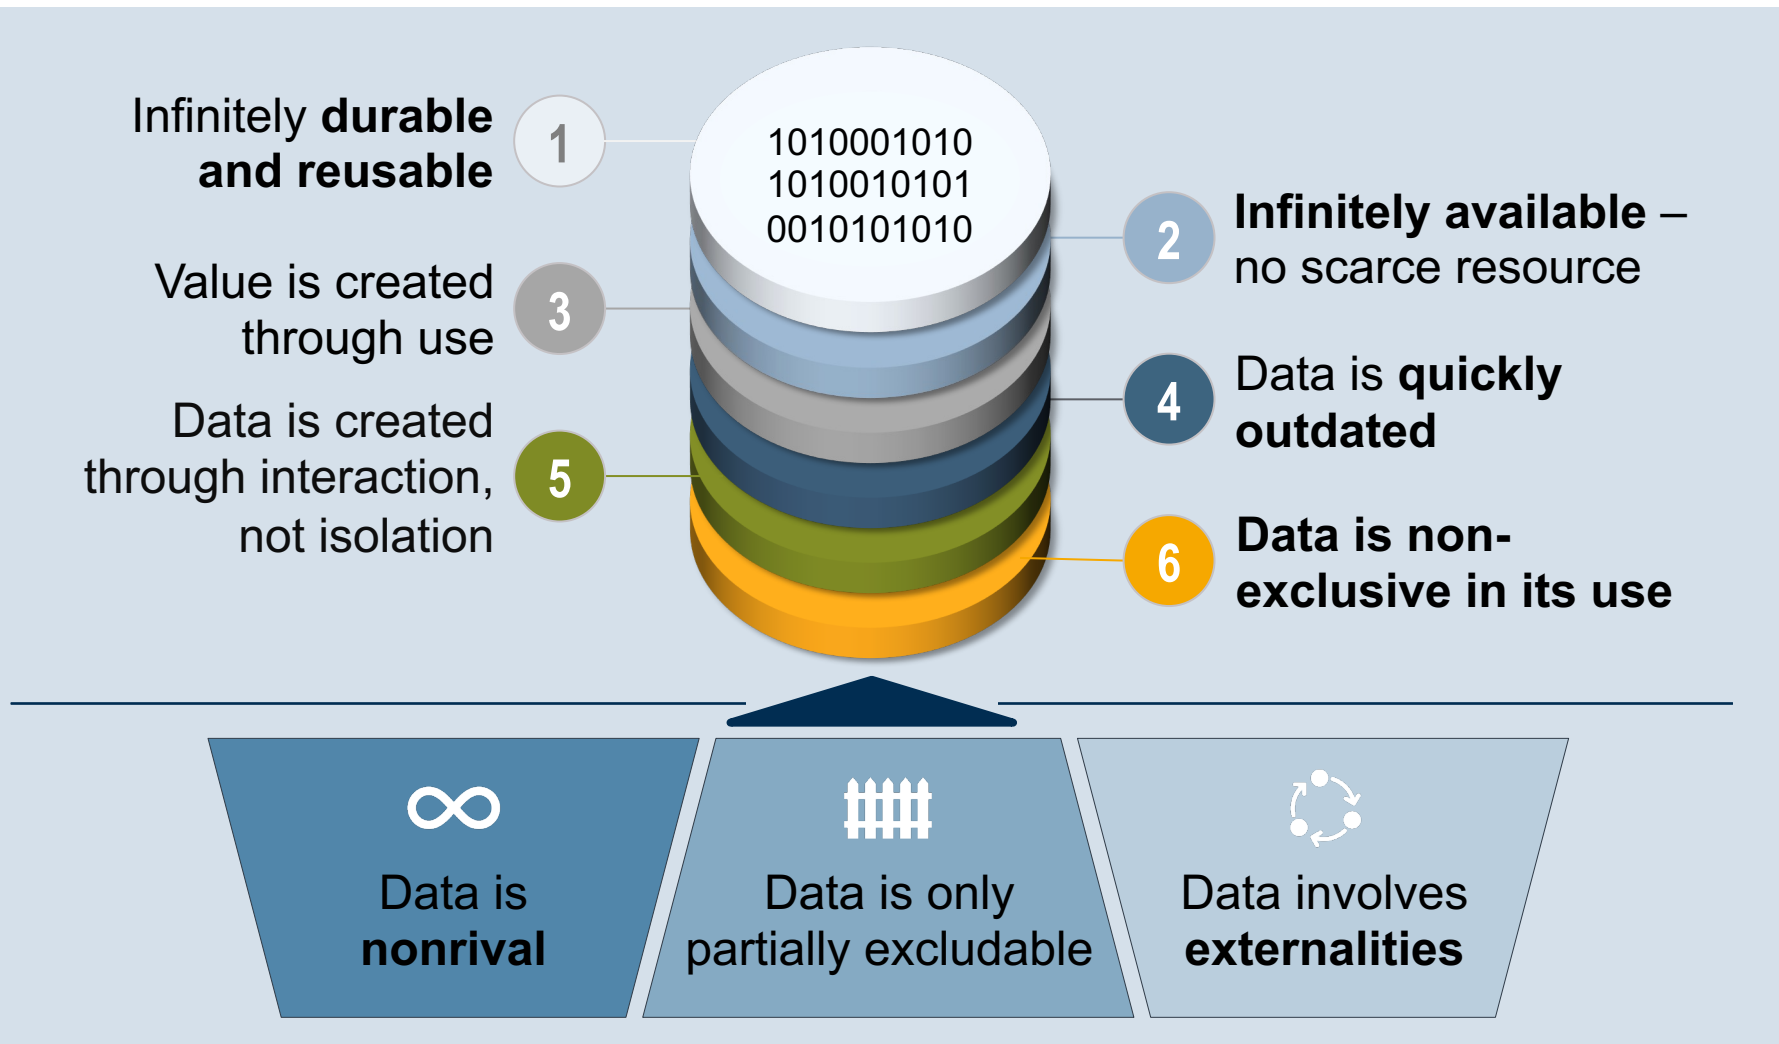 Infinitely durable
and reusable
1
1010001010
1010010101
0010101010
2
Infinitely available –
no scarce resource
Value is created
through use
3
4
Data is quickly
outdated
Data is created
through interaction,
not isolation
5
6
Data is non-
exclusive in its use
Data is
nonrival
Data is only
partially excludable
Data involves
externalities